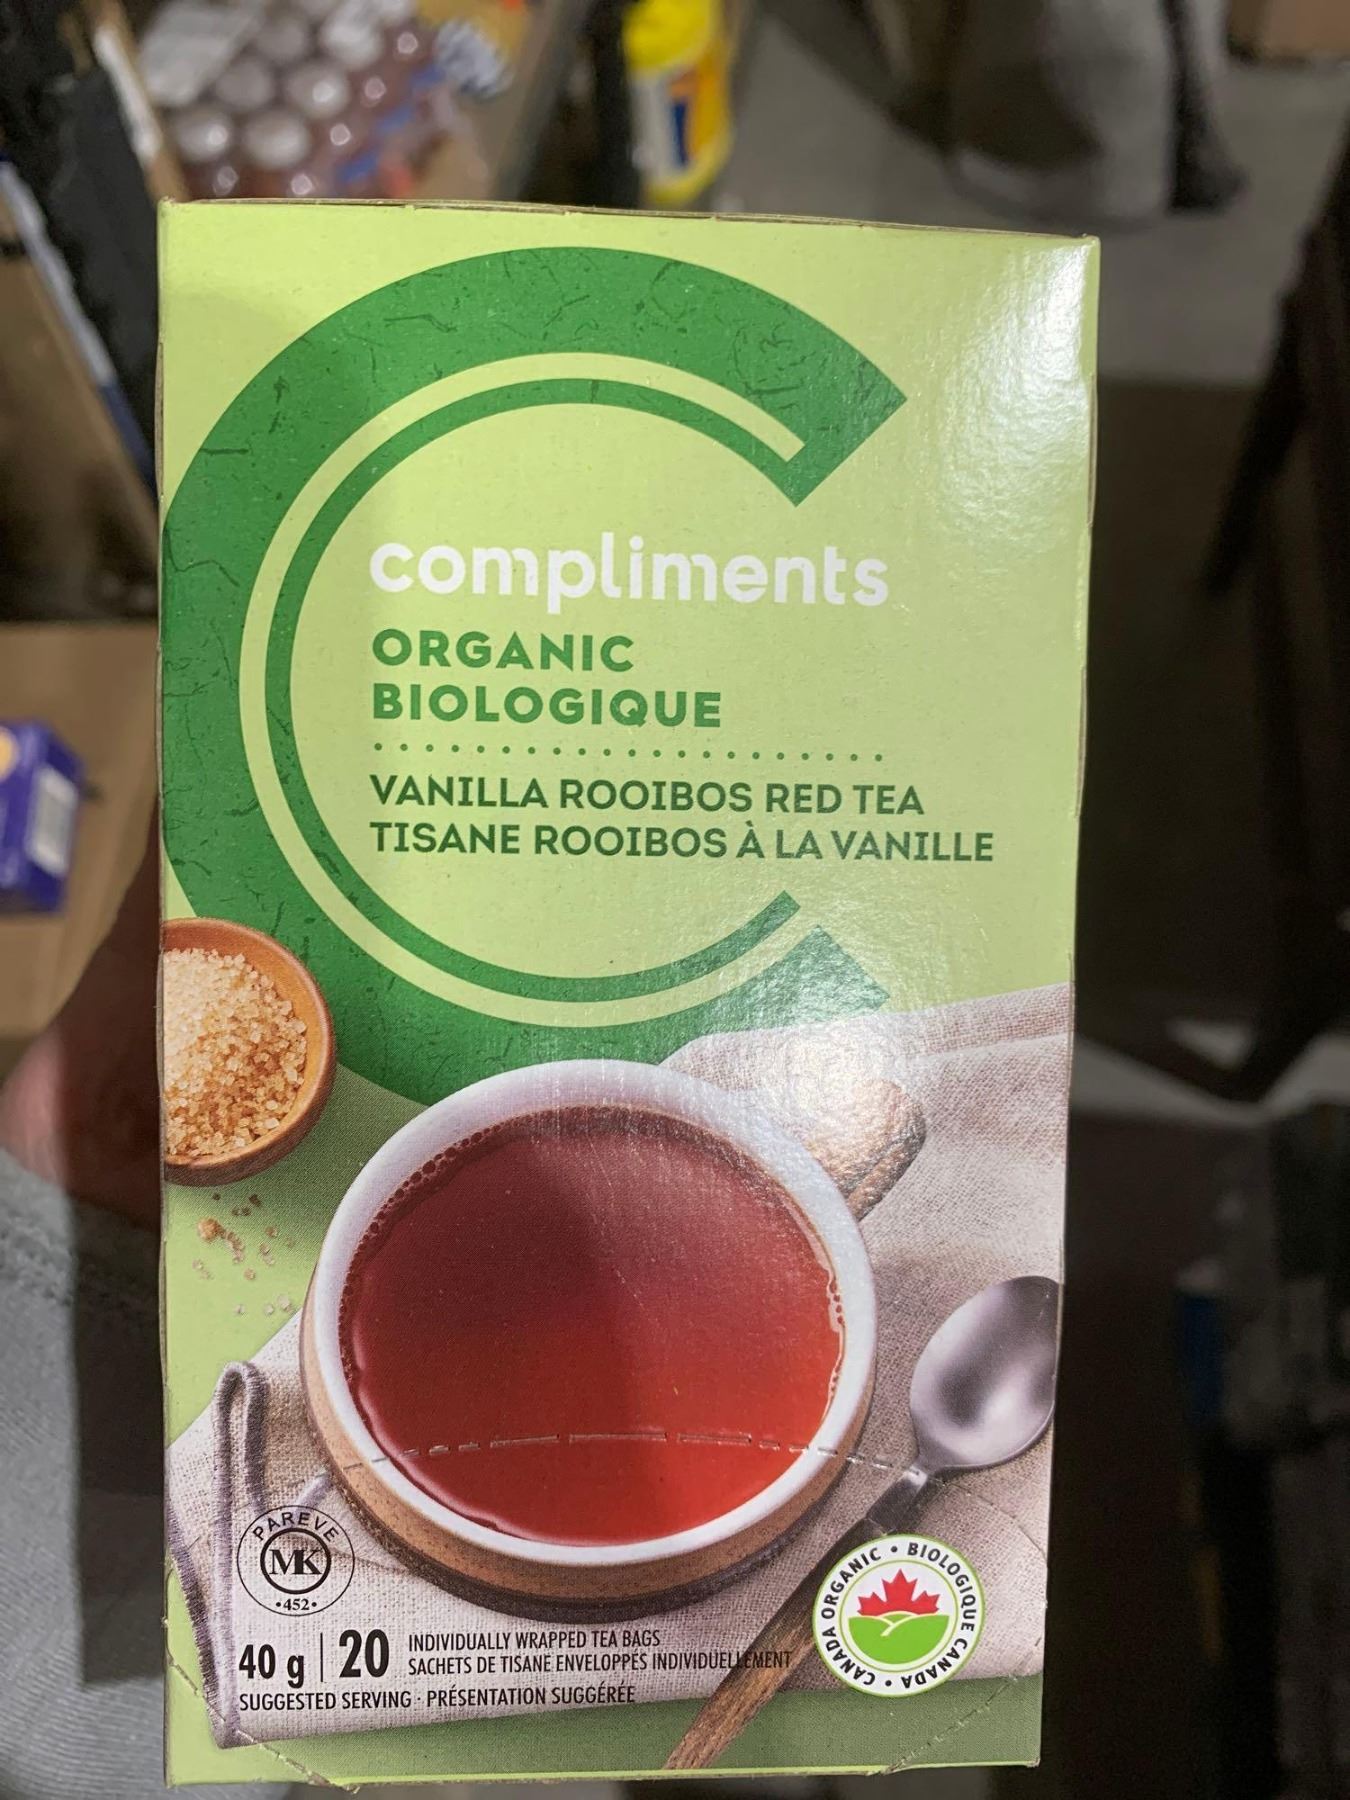 compliments
ORGANIC
BIOLOGIQUE
VANILLA ROOIBOS RED TEA
TISANE ROOIBOS À LA VANILLE
PAREVE
MK
•452•
40 g | 20
INDIVIDUALLY WRAPPED TEA BAGS
SACHETS DE TISANE ENVELOPPÉS INDIVIDUELLEMENT
SUGGESTED SERVING · PRÉSENTATION SUGGÉRÉE
CANADA ORGANIC • BIOLOGIQUE CANADA •